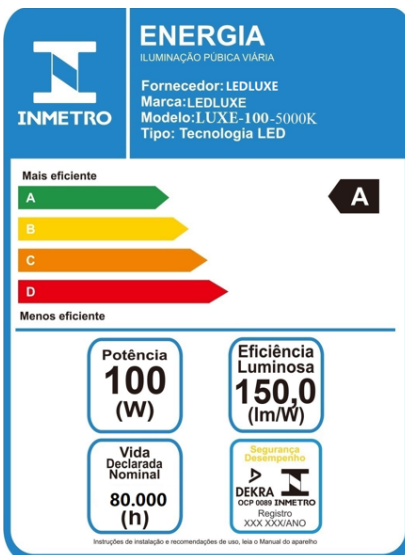 INMETRO
ENERGIA
ILUMINAÇÃO PÚBICA VIÁRIA
Fornecedor: LEDLUXE
Marca: LEDLUXE
Modelo: LUXE-100-5000K
Tipo: Tecnologia LED
Mais eficiente
A
A
B
C
D
Menos eficiente
Potência
100
(W)
Eficiência
Luminosa
150,0
(lm/W)
Vida
Declarada
Nominal
80.000
(h)
Segurança
Desempenho
DEKRA
OCP 0089 INMETRO
Registro
XXX XXX/ANO
Instruções de instalação e recomendações de uso, leia o Manual do aparelho